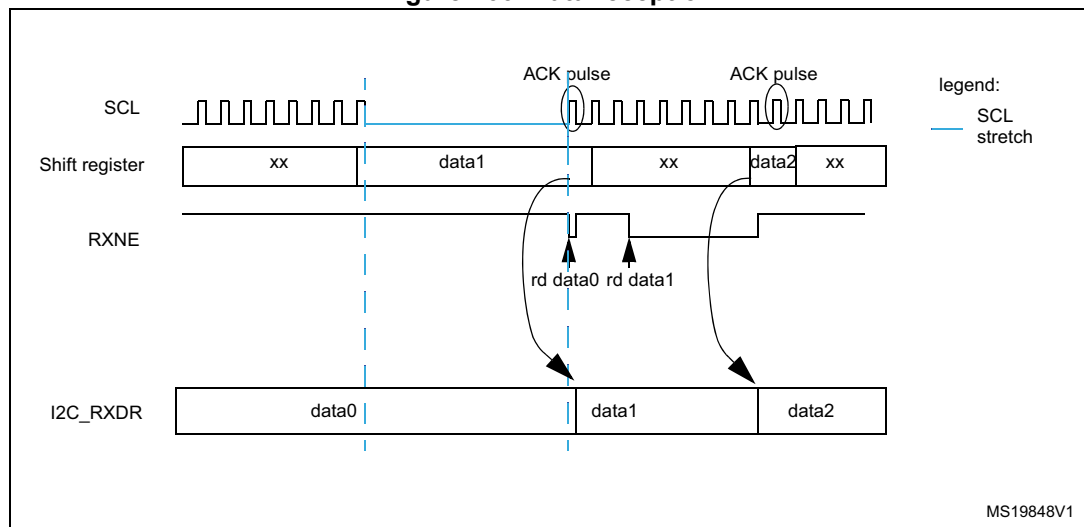 ACK pulse ACK pulse
legend:
SCL
SCL
stretch
Shift register xx data1 xx data2 xx
RXNE
rd data0 rd data1
I2C_RXDR data0 data1 data2
MS19848V1